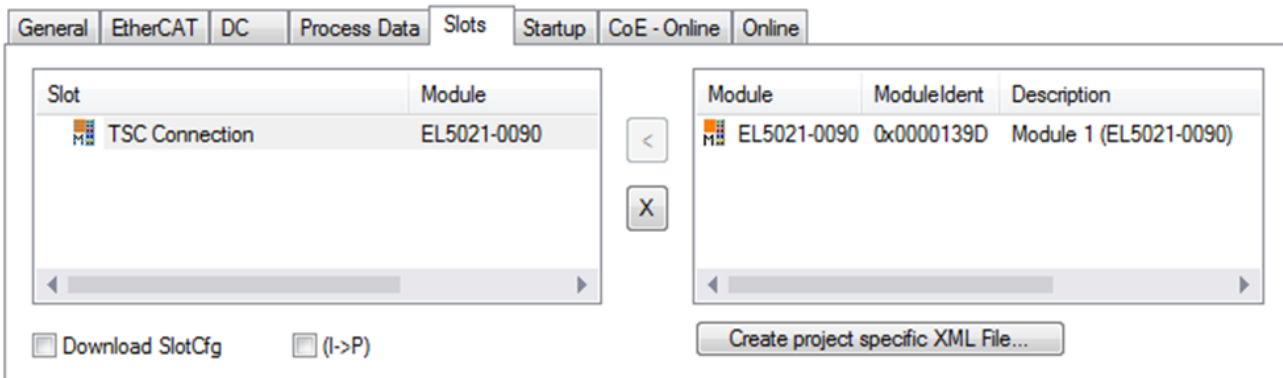 General EtherCAT DC Process Data Slots Startup CoE - Online Online
Slot Module
TSC Connection EL5021-0090
<
X
Module ModuleIdent Description
EL5021-0090 0x0000139D Module 1 (EL5021-0090)
Download SlotCfg (I->P)
Create project specific XML File...